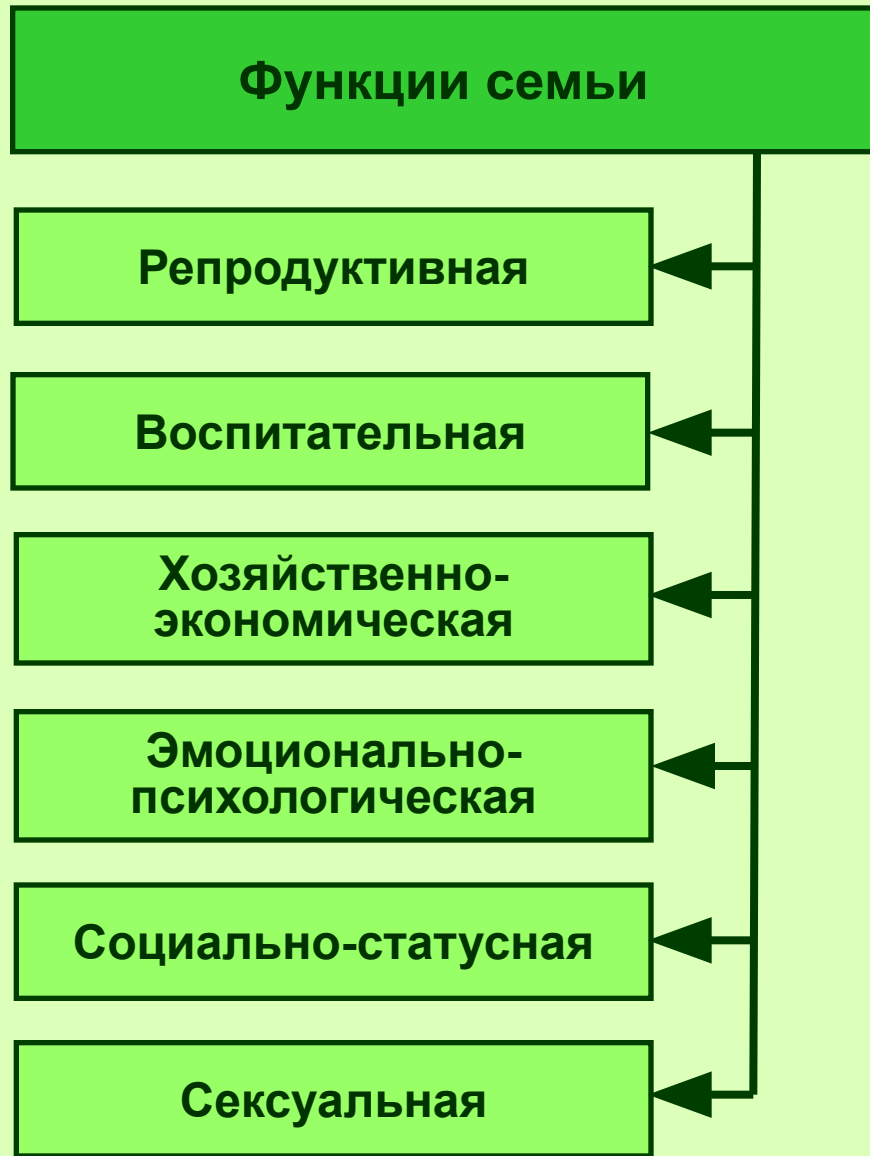 Функции семьи
Репродуктивная
Воспитательная
Хозяйственно-
экономическая
Эмоционально-
психологическая
Социально-статусная
Сексуальная